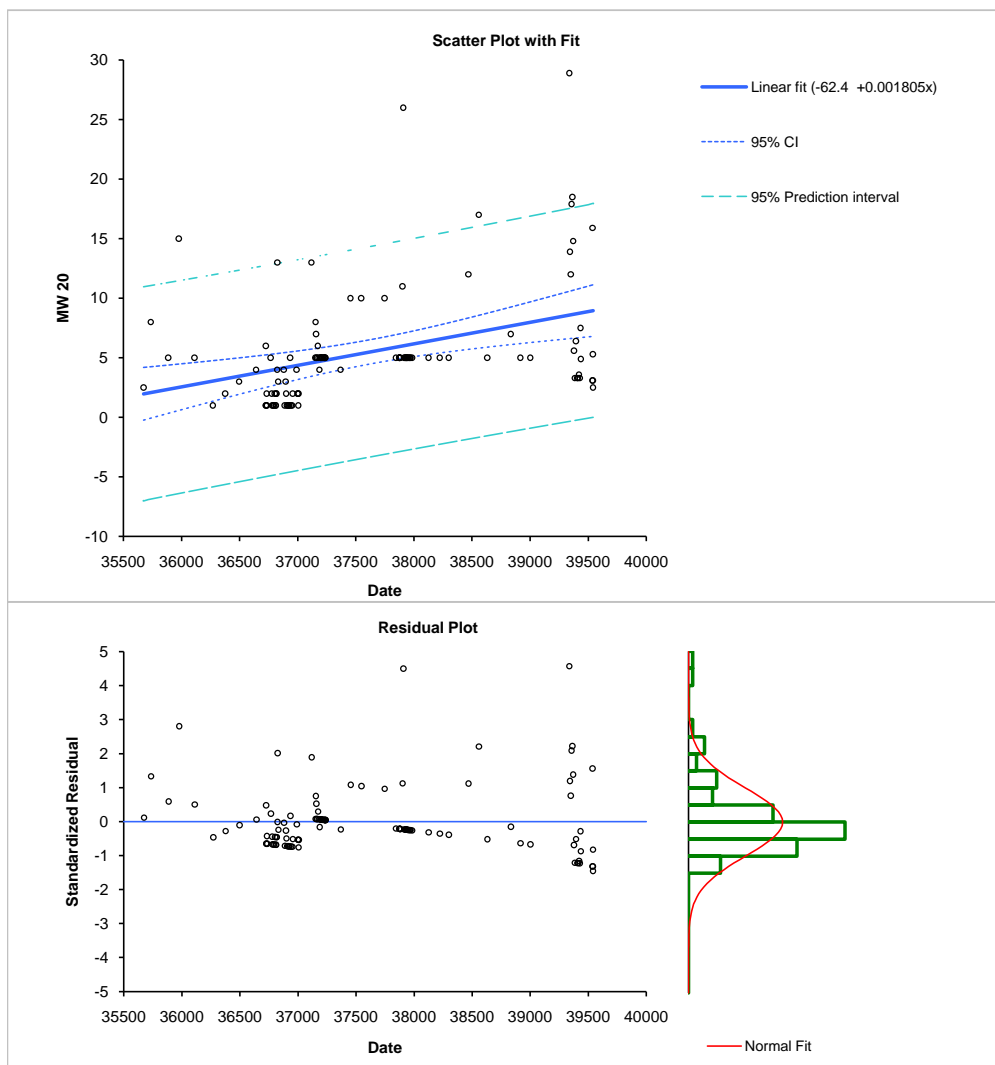 Scatter Plot with Fit
30
25
20
15
10
5
0
-5
-10
MW 20
35500 36000 36500 37000 37500 38000 38500 39000 39500 40000
Date
Linear fit (-62.4 +0.001805x)
95% CI
95% Prediction interval
Residual Plot
5
4
3
2
1
0
-1
-2
-3
-4
-5
Standardized Residual
35500 36000 36500 37000 37500 38000 38500 39000 39500 40000
Date
Normal Fit